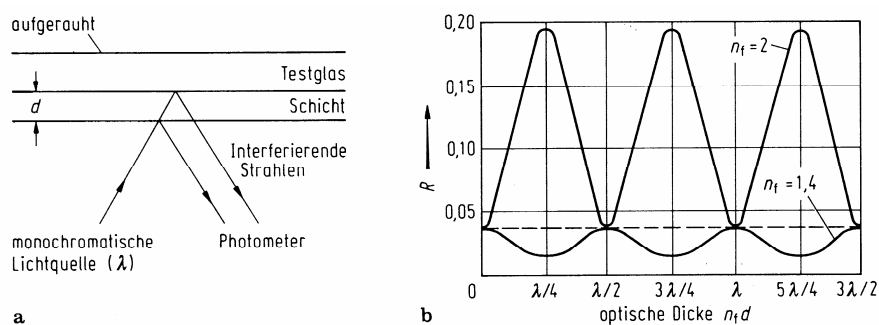 aufgerauht
Testglas
d
Schicht
Interferierende
Strahlen
monochromatische
Lichtquelle (λ)
Photometer
a
0,20
0,15
0,10
0,05
0
R
n_f = 2
n_f = 1,4
λ/4
λ/2
3λ/4
λ
5λ/4
3λ/2
optische Dicke n_f d
b